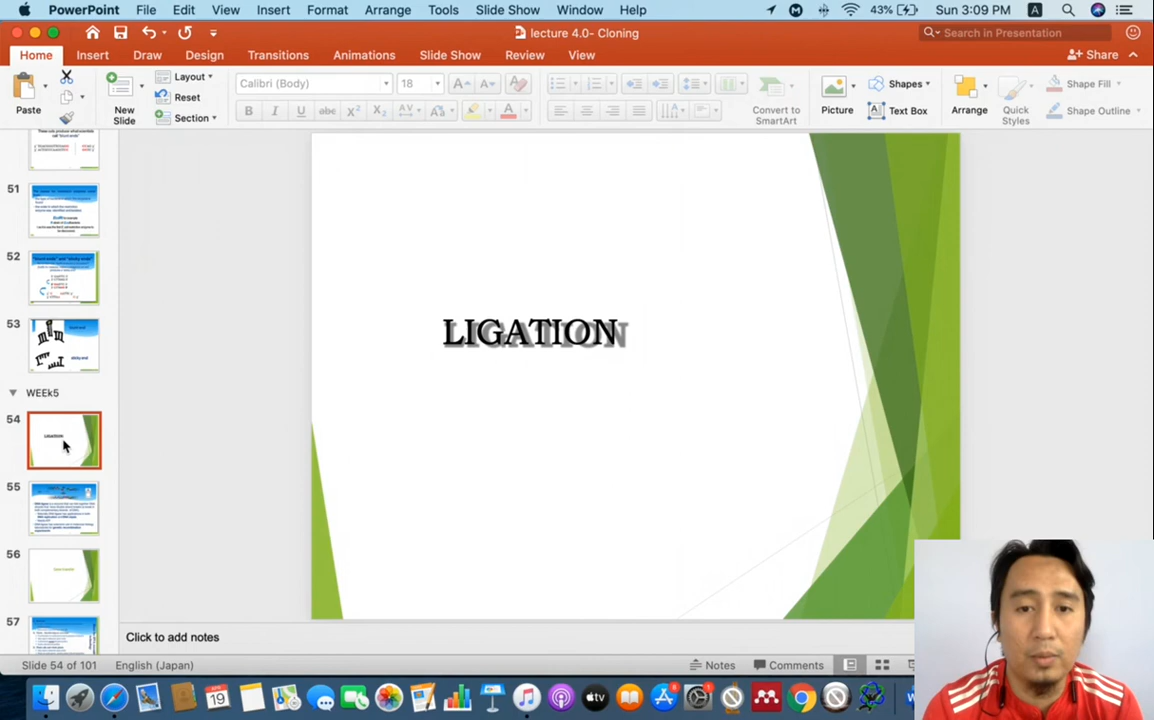 PowerPoint File Edit View Insert Format Arrange Tools Slide Show Window Help 43% Sun 3:09 PM A
lecture 4.0- Cloning
Search in Presentation
Home Insert Draw Design Transitions Animations Slide Show Review View
Share
Paste
New
Slide
Layout
Reset
Section
Calibri (Body) 18
Convert to
SmartArt
Picture
Shapes
Text Box
Arrange
Quick
Styles
Shape Fill
Shape Outline
51
52
53
WEEk5
54
55
56
57
LIGATION
Click to add notes
Slide 54 of 101 English (Japan)
Notes Comments